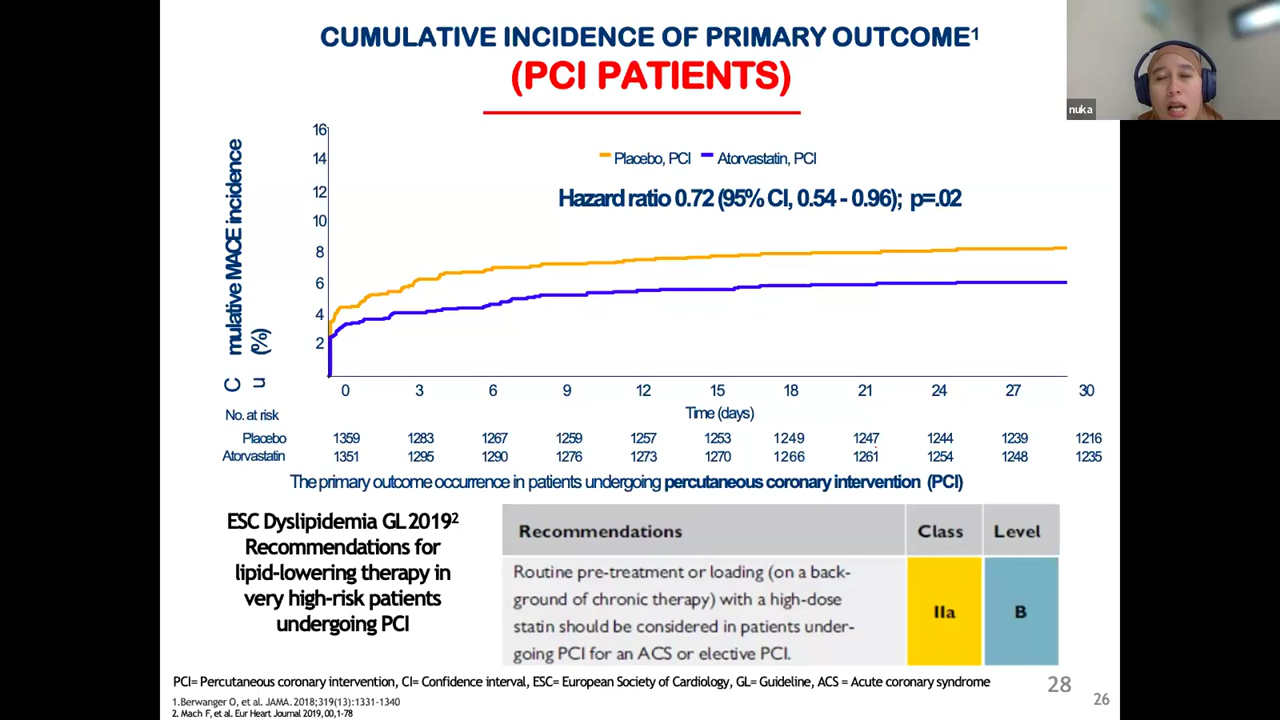 CUMULATIVE INCIDENCE OF PRIMARY OUTCOME1
(PCI PATIENTS)
nuka
C u mulative MACE incidence (%)
16
14
12
10
8
6
4
2
Placebo, PCI Atorvastatin, PCI
Hazard ratio 0.72 (95% CI, 0.54 - 0.96); p=.02
0 3 6 9 12 15 18 21 24 27 30
Time (days)
No. at risk
Placebo 1359 1283 1267 1259 1257 1253 1249 1247 1244 1239 1216
Atorvastatin 1351 1295 1290 1276 1273 1270 1266 1261 1254 1248 1235
The primary outcome occurrence in patients undergoing percutaneous coronary intervention (PCI)
ESC Dyslipidemia GL 20192
Recommendations for
lipid-lowering therapy in
very high-risk patients
undergoing PCI
Recommendations Class Level
Routine pre-treatment or loading (on a back-
ground of chronic therapy) with a high-dose
statin should be considered in patients under-
going PCI for an ACS or elective PCI.
IIa B
PCI= Percutaneous coronary intervention, CI= Confidence interval, ESC= European Society of Cardiology, GL= Guideline, ACS = Acute coronary syndrome
1.Berwanger O, et al. JAMA. 2018;319(13):1331-1340
2. Mach F, et al. Eur Heart Journal 2019, 00,1-78
28
26